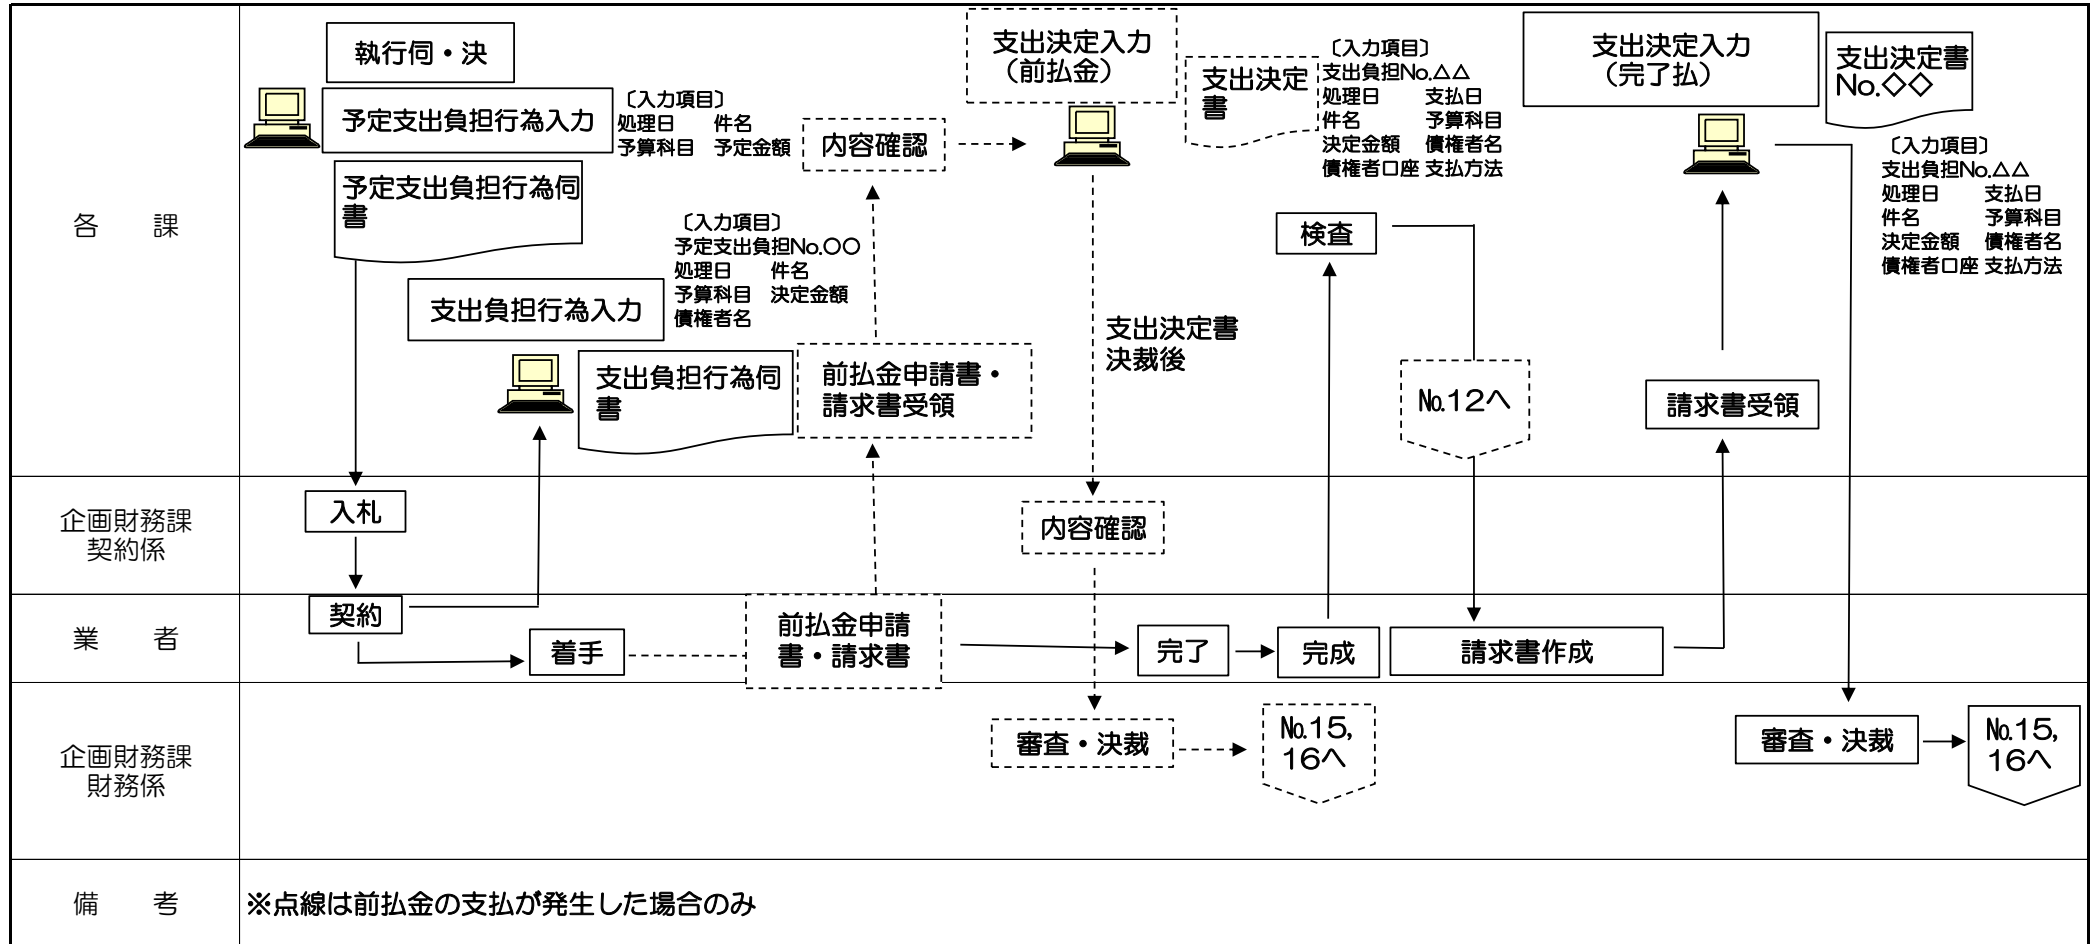 各　　課
執行伺・決
予定支出負担行為入力
〔入力項目〕
処理日　　件名
予算科目　予定金額
予定支出負担行為伺
書
支出負担行為入力
〔入力項目〕
予定支出負担No.〇〇
処理日　　件名
予算科目　決定金額
債権者名
支出負担行為伺
書
内容確認
前払金申請書・
請求書受領
支出決定入力
（前払金）
支出決定
書
〔入力項目〕
支出負担No.△△
処理日　　支払日
件名　　　予算科目
決定金額　債権者名
債権者口座 支払方法
支出決定書
決裁後
検査
No.12へ
支出決定入力
（完了払）
支出決定書
No.◇◇
〔入力項目〕
支出負担No.△△
処理日　　支払日
件名　　　予算科目
決定金額　債権者名
債権者口座 支払方法
請求書受領
企画財務課
契約係
入札
内容確認
業　　者
契約
着手
前払金申請
書・請求書
完了
完成
請求書作成
企画財務課
財務係
審査・決裁
No.15,
16へ
審査・決裁
No.15,
16へ
備　　考
※点線は前払金の支払が発生した場合のみ